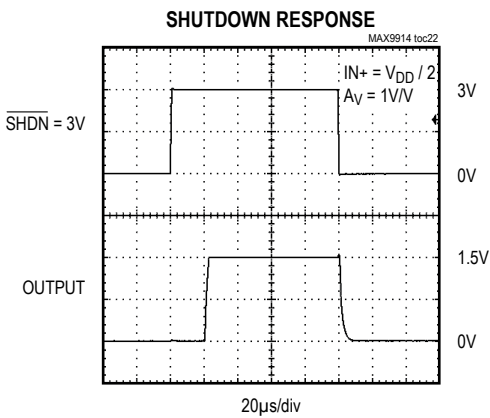 SHUTDOWN RESPONSE
MAX9914 toc22
IN+ = VDD / 2
AV = 1V/V
3V
SHDN = 3V
0V
1.5V
OUTPUT
0V
20µs/div